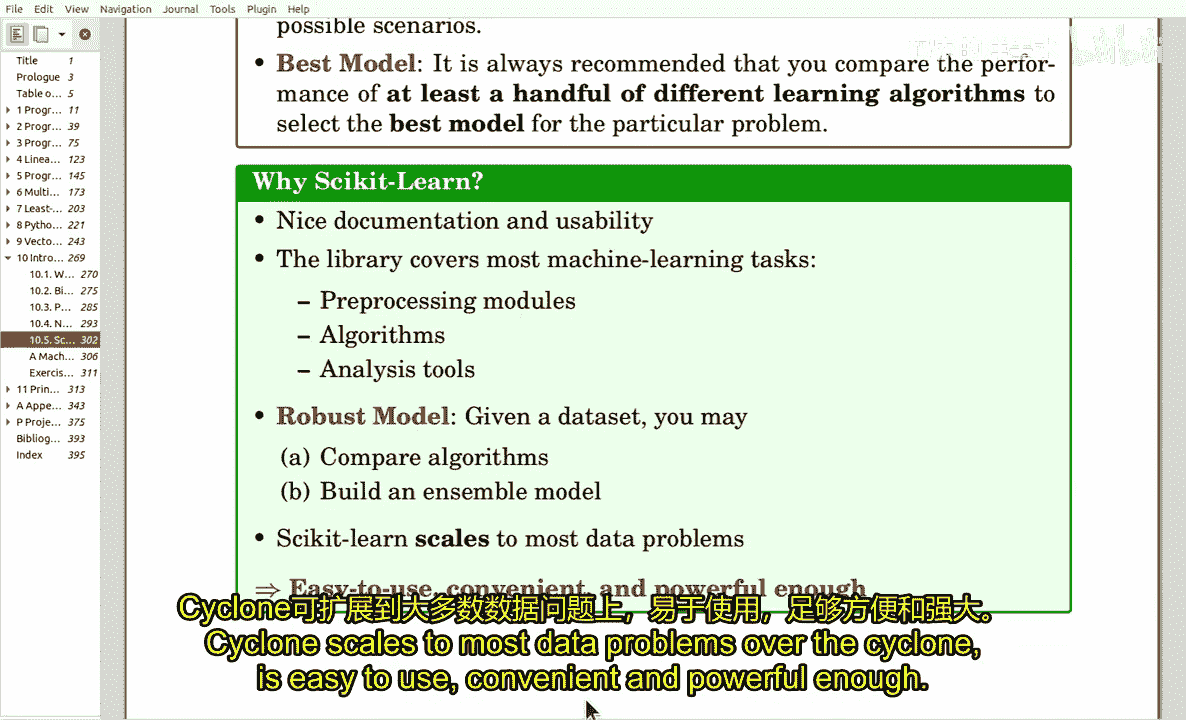 File Edit View Navigation Journal Tools Plugin Help
Title 1
Prologue 3
Table o... 5
1 Progr... 11
2 Progr... 39
3 Progr... 75
4 Linea... 123
5 Progr... 145
6 Multi... 173
7 Least-... 203
8 Pytho... 221
9 Vecto... 243
10 Intro... 269
10.1. W... 270
10.2. Bi... 275
10.3. P... 285
10.4. N... 293
10.5. Sc... 302
A Mach... 306
Exercis... 311
11 Prin... 313
A Appe... 343
P Proje... 375
Bibliog... 393
Index 395
possible scenarios.
• Best Model: It is always recommended that you compare the perfor-
mance of at least a handful of different learning algorithms to
select the best model for the particular problem.
Why Scikit-Learn?
• Nice documentation and usability
• The library covers most machine-learning tasks:
– Preprocessing modules
– Algorithms
– Analysis tools
• Robust Model: Given a dataset, you may
(a) Compare algorithms
(b) Build an ensemble model
• Scikit-learn scales to most data problems
⇒ Easy-to-use, convenient, and powerful enough
Cyclone可扩展到大多数数据问题上，易于使用，足够方便和强大。
Cyclone scales to most data problems over the cyclone,
is easy to use, convenient and powerful enough.